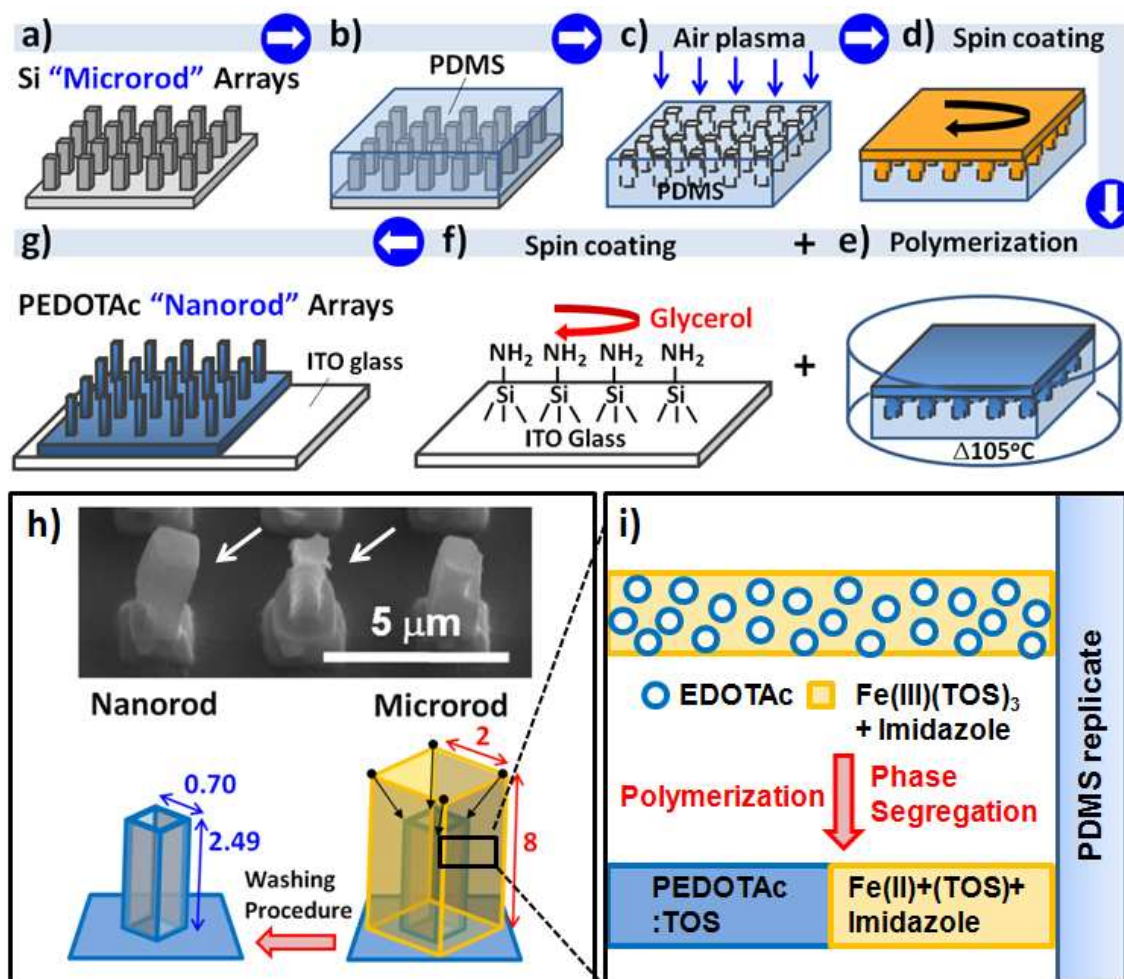 a)
b)
c) Air plasma
d) Spin coating
Si “Microrod” Arrays
PDMS
PDMS
g)
f) Spin coating
+
e) Polymerization
PEDOTAc “Nanorod” Arrays
ITO glass
Glycerol
NH₂ NH₂ NH₂ NH₂
Si Si Si Si
ITO Glass
+
Δ105°C
h)
5 μm
Nanorod
Microrod
0.70
2.49
2
8
Washing
Procedure
i)
EDOTAc
Fe(III)(TOS)₃
+ Imidazole
Polymerization
Phase
Segregation
PEDOTAc
:TOS
Fe(II)+(TOS)+
Imidazole
PDMS replicate